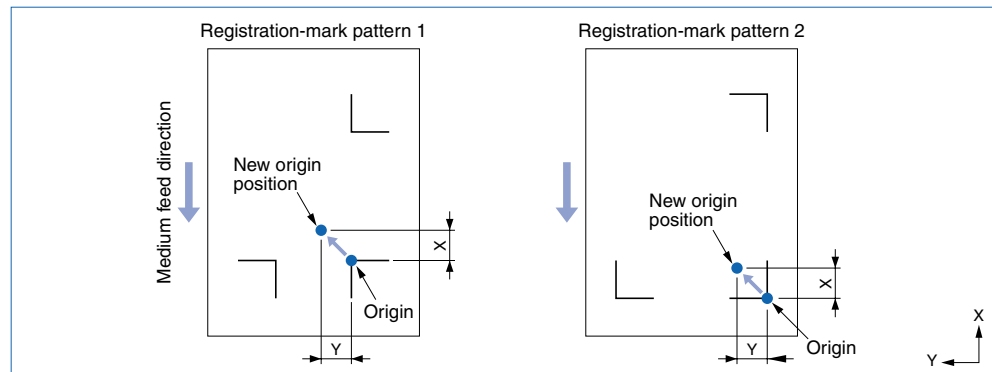 Registration-mark pattern 1
Medium feed direction
New origin
position
X
Origin
Y
Registration-mark pattern 2
New origin
position
X
Origin
Y
X
Y